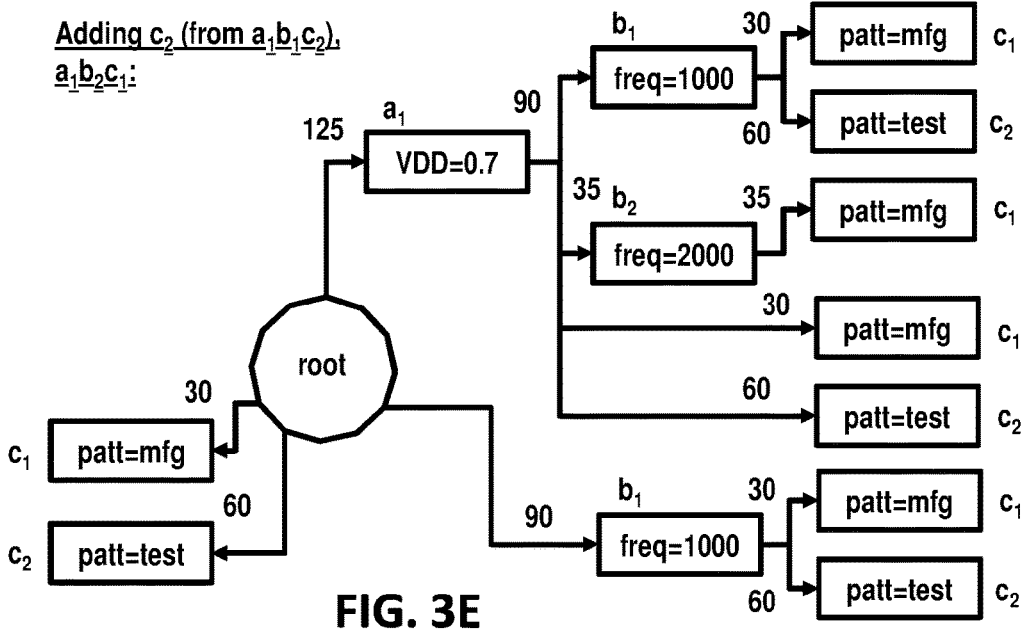 Adding c2 (from a1b1c2),
a1b2c1:
125
a1
VDD=0.7
90
b1
freq=1000
30
patt=mfg
c1
60
patt=test
c2
35
b2
freq=2000
35
patt=mfg
c1
30
patt=mfg
c1
60
patt=test
c2
root
30
c1
patt=mfg
60
c2
patt=test
90
b1
freq=1000
30
patt=mfg
c1
60
patt=test
c2
FIG. 3E